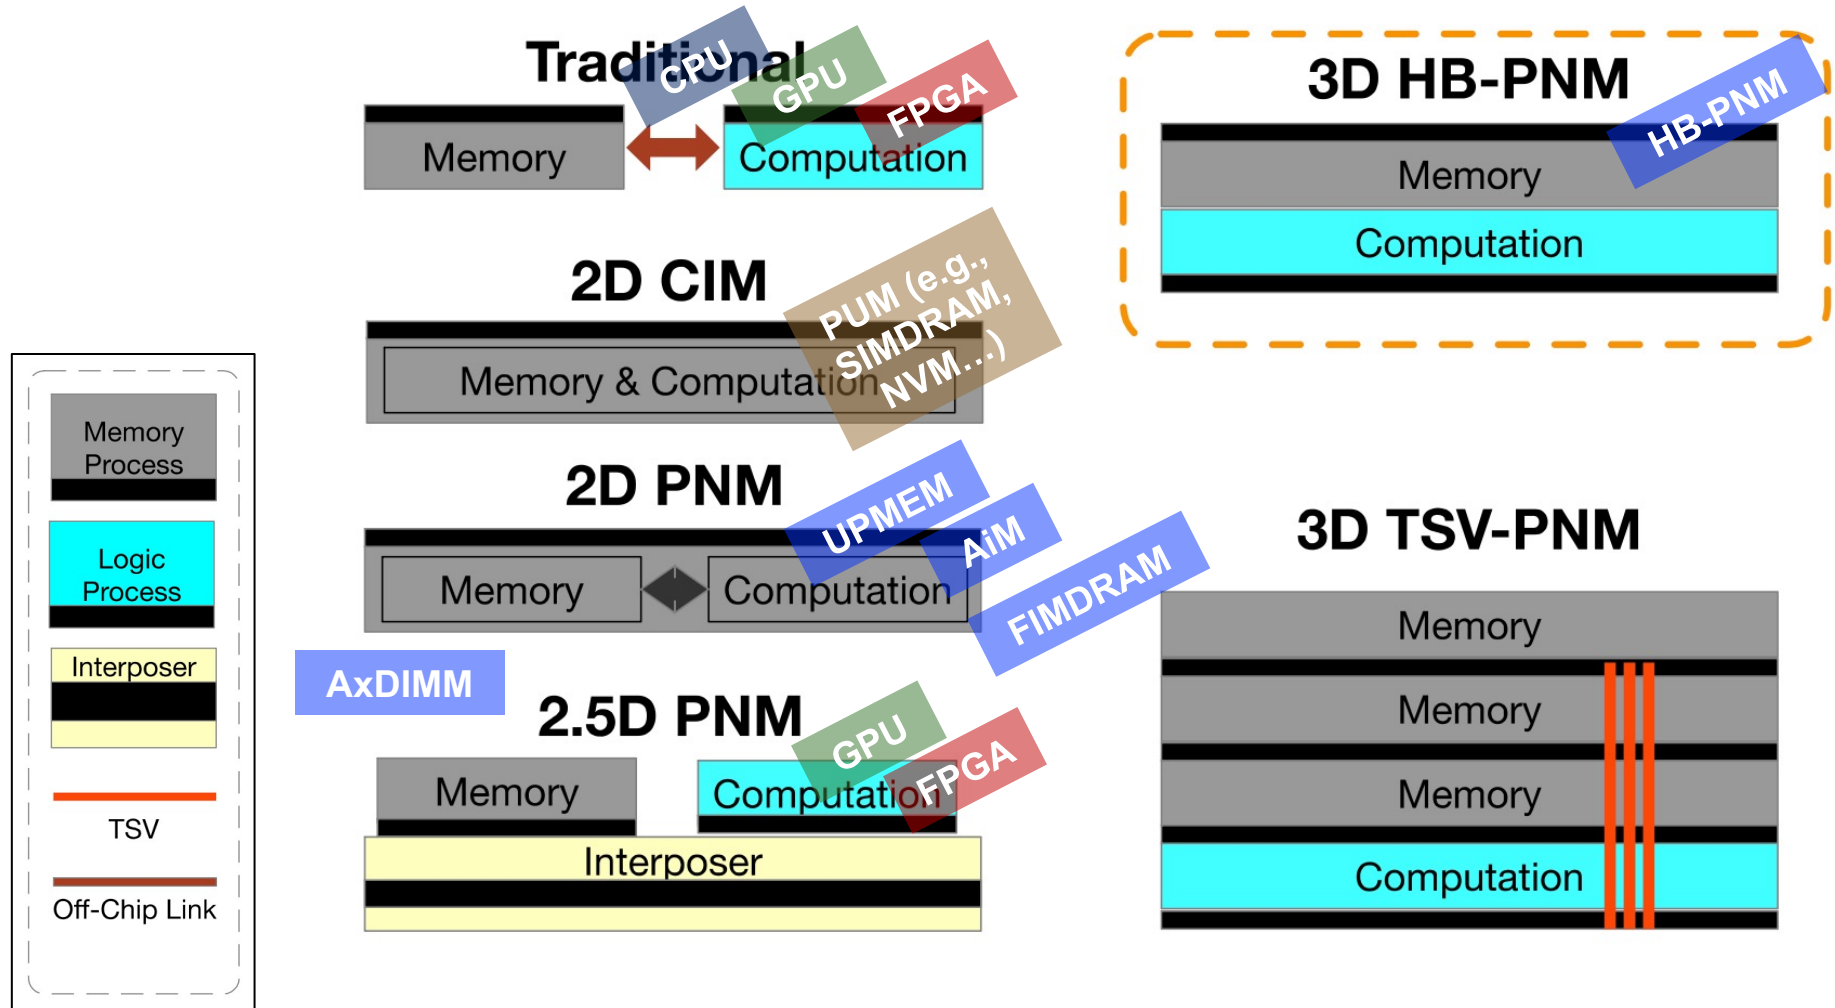 Traditional
CPU
GPU
FPGA
Memory
Computation
2D CIM
PUM (e.g.,
SIMDRAM,
NVM...)
Memory & Computation
2D PNM
UPMEM
AiM
FIMDRAM
Memory
Computation
AxDIMM
2.5D PNM
GPU
FPGA
Memory
Computation
Interposer
3D HB-PNM
HB-PNM
Memory
Computation
3D TSV-PNM
Memory
Memory
Memory
Computation
Memory
Process
Logic
Process
Interposer
TSV
Off-Chip Link